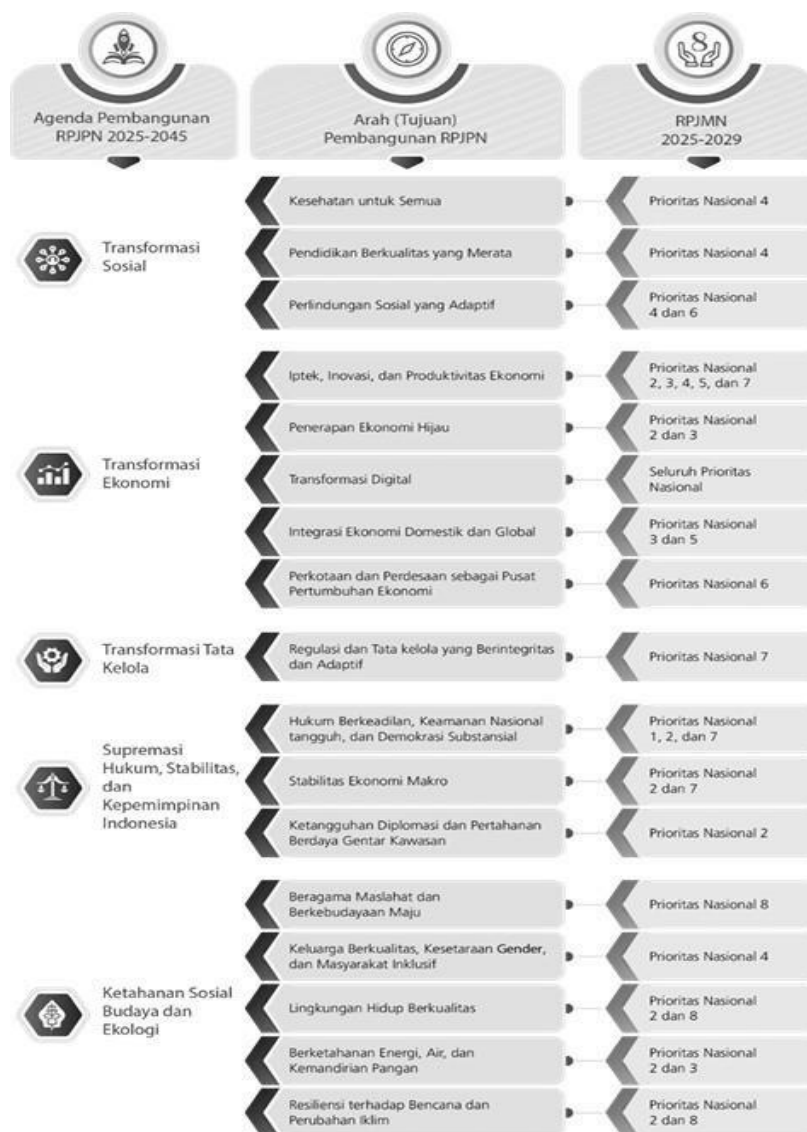 Agenda Pembangunan
RPJPN 2025-2045
Arah (Tujuan)
Pembangunan RPJPN
8
RPJMN
2025-2029
Transformasi
Sosial
Kesehatan untuk Semua
Prioritas Nasional 4
Pendidikan Berkualitas yang Merata
Prioritas Nasional 4
Perlindungan Sosial yang Adaptif
Prioritas Nasional
4 dan 6
Transformasi
Ekonomi
Iptek, Inovasi, dan Produktivitas Ekonomi
Prioritas Nasional
2, 3, 4, 5, dan 7
Penerapan Ekonomi Hijau
Prioritas Nasional
2 dan 3
Transformasi Digital
Seluruh Prioritas
Nasional
Integrasi Ekonomi Domestik dan Global
Prioritas Nasional
3 dan 5
Perkotaan dan Perdesaan sebagai Pusat
Pertumbuhan Ekonomi
Prioritas Nasional 6
Transformasi Tata
Kelola
Regulasi dan Tata kelola yang Berintegritas
dan Adaptif
Prioritas Nasional 7
Supremasi
Hukum, Stabilitas,
dan
Kepemimpinan
Indonesia
Hukum Berkeadilan, Keamanan Nasional
tangguh, dan Demokrasi Substansial
Prioritas Nasional
1, 2, dan 7
Stabilitas Ekonomi Makro
Prioritas Nasional
2 dan 7
Ketangguhan Diplomasi dan Pertahanan
Berdaya Gentar Kawasan
Prioritas Nasional 2
Ketahanan Sosial
Budaya dan
Ekologi
Beragama Maslahat dan
Berkebudayaan Maju
Prioritas Nasional 8
Keluarga Berkualitas, Kesetaraan Gender,
dan Masyarakat Inklusif
Prioritas Nasional 4
Lingkungan Hidup Berkualitas
Prioritas Nasional
2 dan 8
Berketahanan Energi, Air, dan
Kemandirian Pangan
Prioritas Nasional
2 dan 3
Resiliensi terhadap Bencana dan
Perubahan Iklim
Prioritas Nasional
2 dan 8